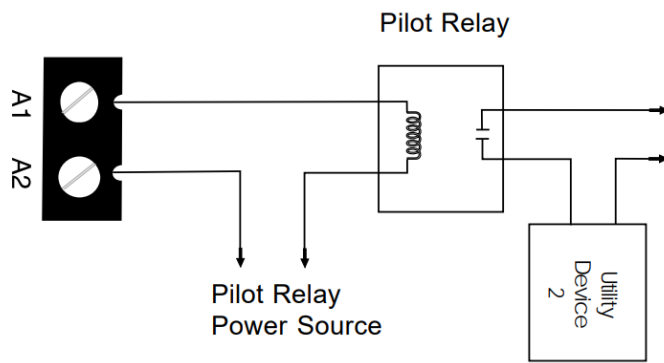 Pilot Relay
A1
A2
Pilot Relay
Power Source
Utility
Device
2